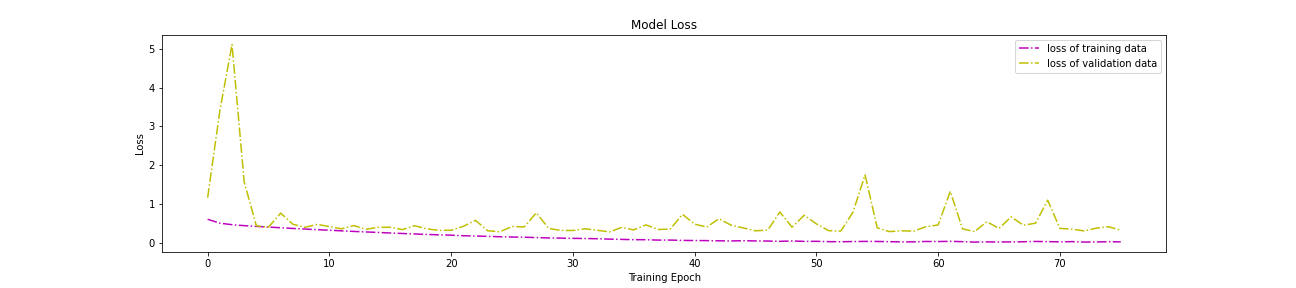 Model Loss
loss of training data
loss of validation data
Loss
5
4
3
2
1
0
0 10 20 30 40 50 60 70
Training Epoch